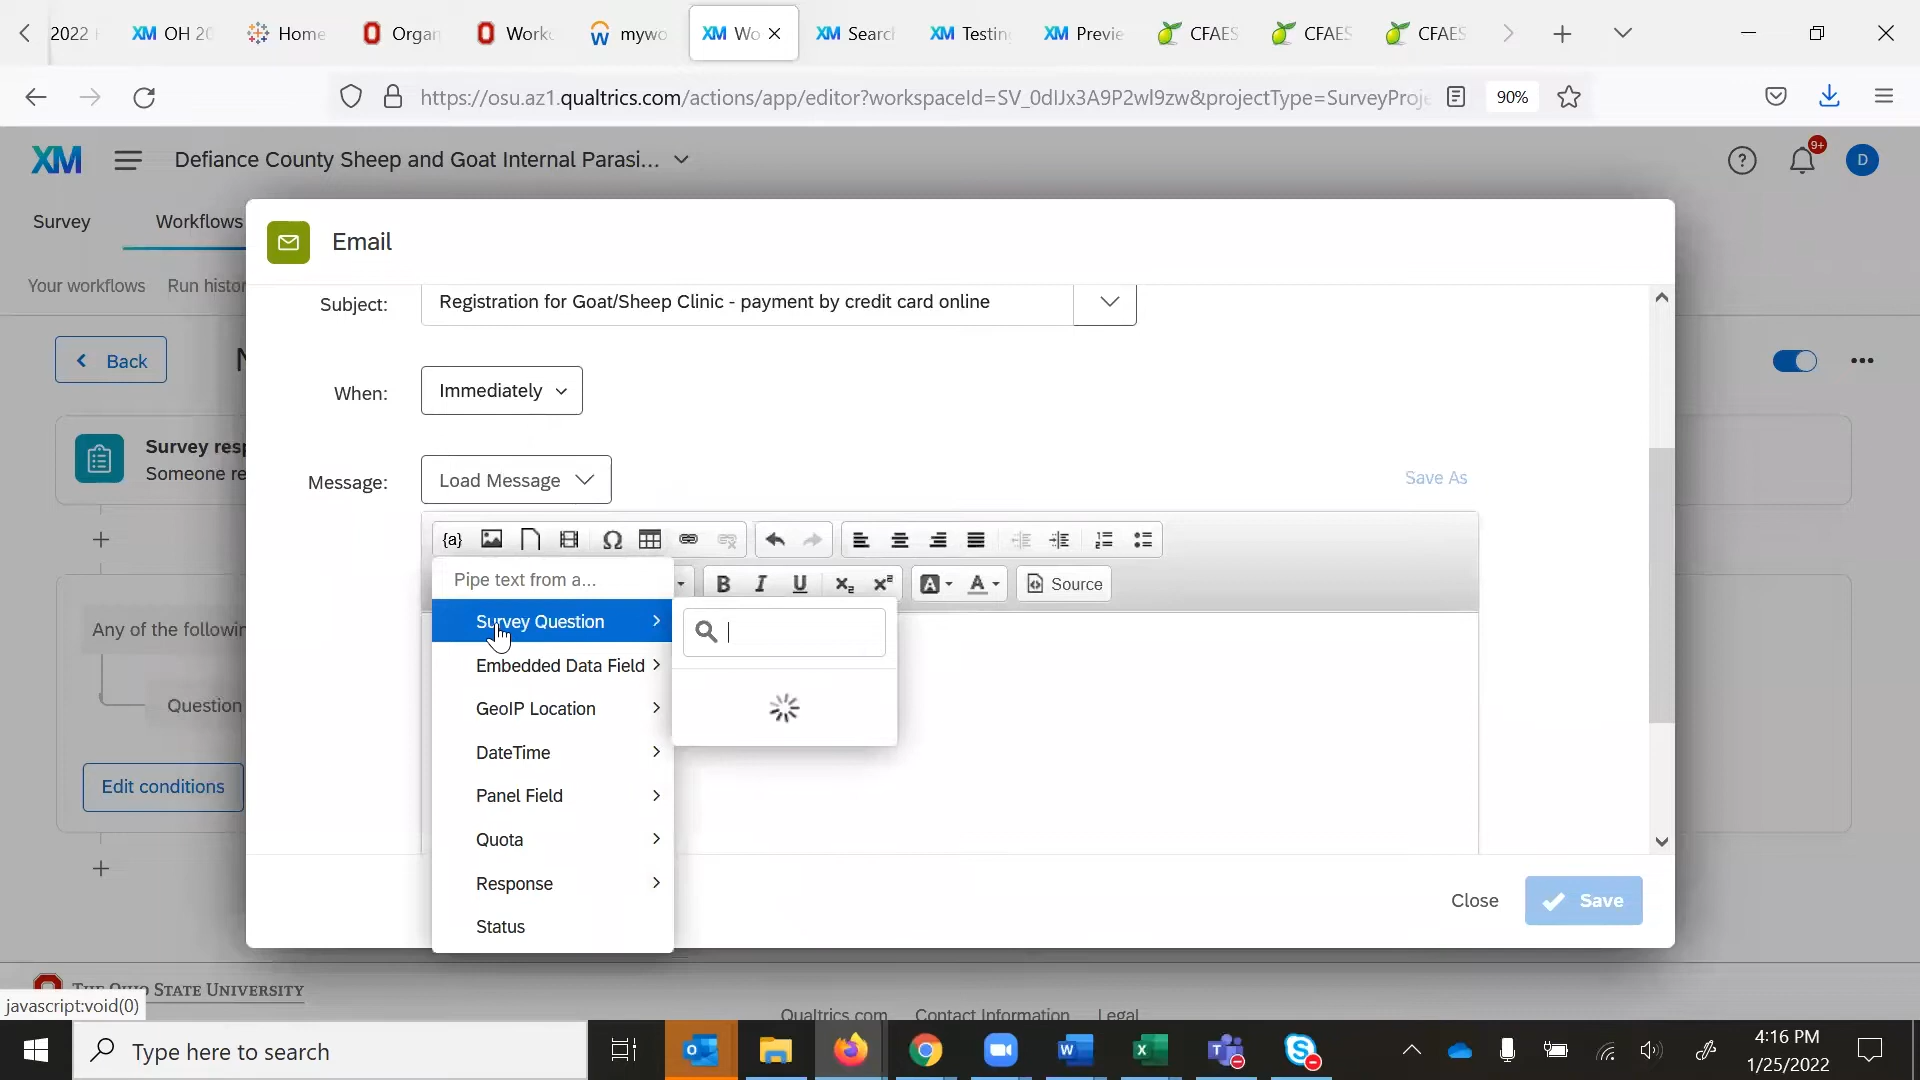 2022
XM OH 20
Home
Organ
Work
mywo
XM Wo
XM Searc
XM Testin
XM Previe
CFAES
CFAES
CFAES
https://osu.az1.qualtrics.com/actions/app/editor?workspaceId=SV_0dIJx3A9P2wl9zw&projectType=SurveyProje
90%
XM
Defiance County Sheep and Goat Internal Parasi...
9+
D
Survey
Workflows
Your workflows
Run histor
Email
Subject:
Registration for Goat/Sheep Clinic - payment by credit card online
Back
N
When:
Immediately
Survey resp
Someone re
Message:
Load Message
Save As
{a}
Pipe text from a...
B I U
A
A
Source
Any of the followin
Survey Question
Embedded Data Field
Question
GeoIP Location
DateTime
Edit conditions
Panel Field
Quota
Response
Status
Close
Save
The Ohio State University
javascript:void(0)
Qualtrics.com
Contact Information
Legal
Type here to search
4:16 PM
1/25/2022